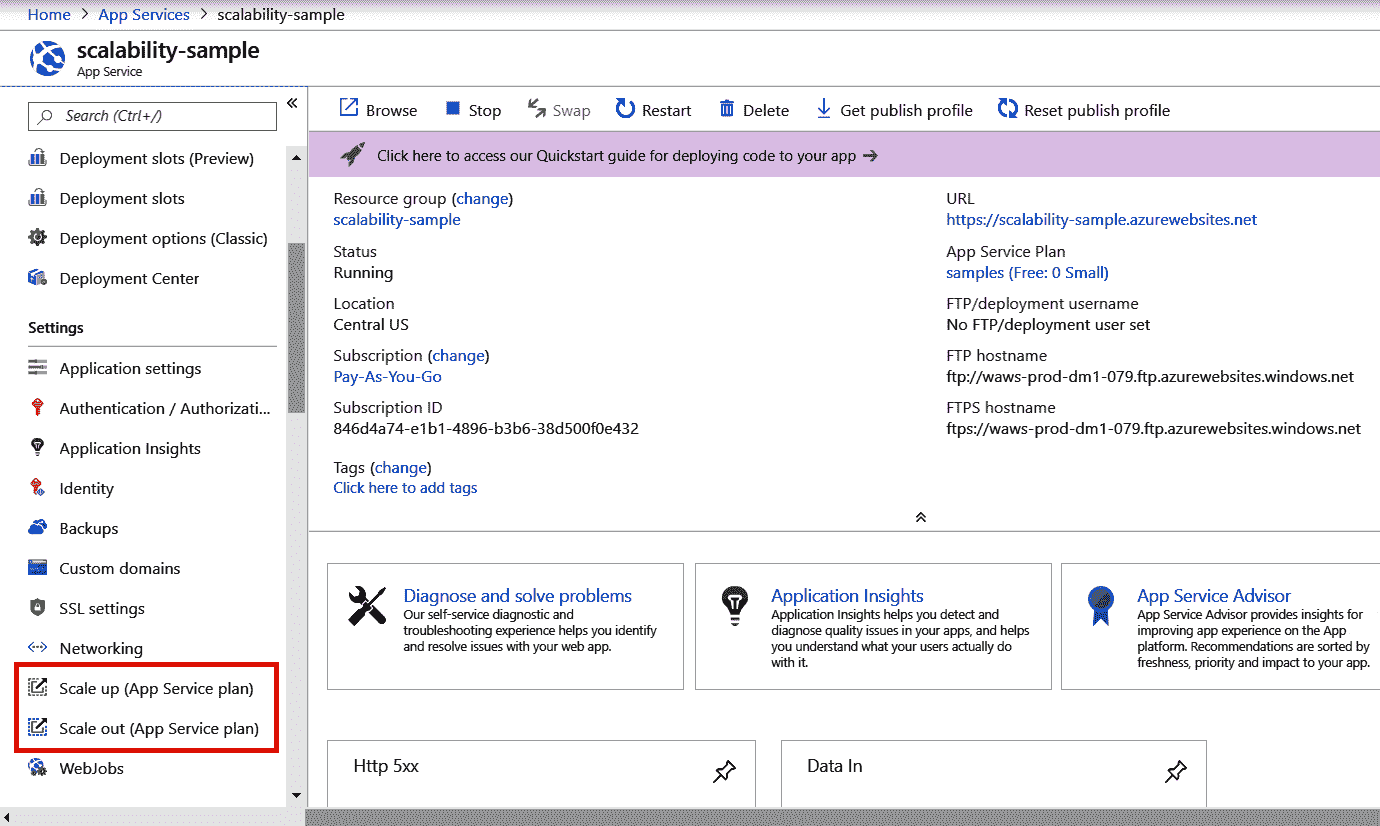 Home > App Services > scalability-sample
scalability-sample
App Service
Search (Ctrl+/)
«
Deployment slots (Preview)
Deployment slots
Deployment options (Classic)
Deployment Center
Settings
Application settings
Authentication / Authorizati...
Application Insights
Identity
Backups
Custom domains
SSL settings
Networking
Scale up (App Service plan)
Scale out (App Service plan)
WebJobs
Browse
Stop
Swap
Restart
Delete
Get publish profile
Reset publish profile
Click here to access our Quickstart guide for deploying code to your app →
Resource group (change)
scalability-sample
Status
Running
Location
Central US
Subscription (change)
Pay-As-You-Go
Subscription ID
846d4a74-e1b1-4896-b3b6-38d500f0e432
Tags (change)
Click here to add tags
URL
https://scalability-sample.azurewebsites.net
App Service Plan
samples (Free: 0 Small)
FTP/deployment username
No FTP/deployment user set
FTP hostname
ftp://waws-prod-dm1-079.ftp.azurewebsites.windows.net
FTPS hostname
ftps://waws-prod-dm1-079.ftp.azurewebsites.windows.net
Diagnose and solve problems
Our self-service diagnostic and
troubleshooting experience helps you identify
and resolve issues with your web app.
Application Insights
Application Insights helps you detect and
diagnose quality issues in your apps, and helps
you understand what your users actually do
with it.
App Service Advisor
App Service Advisor provides insights for
improving app experience on the App
platform. Recommendations are sorted by
freshness, priority and impact to your app.
Http 5xx
Data In